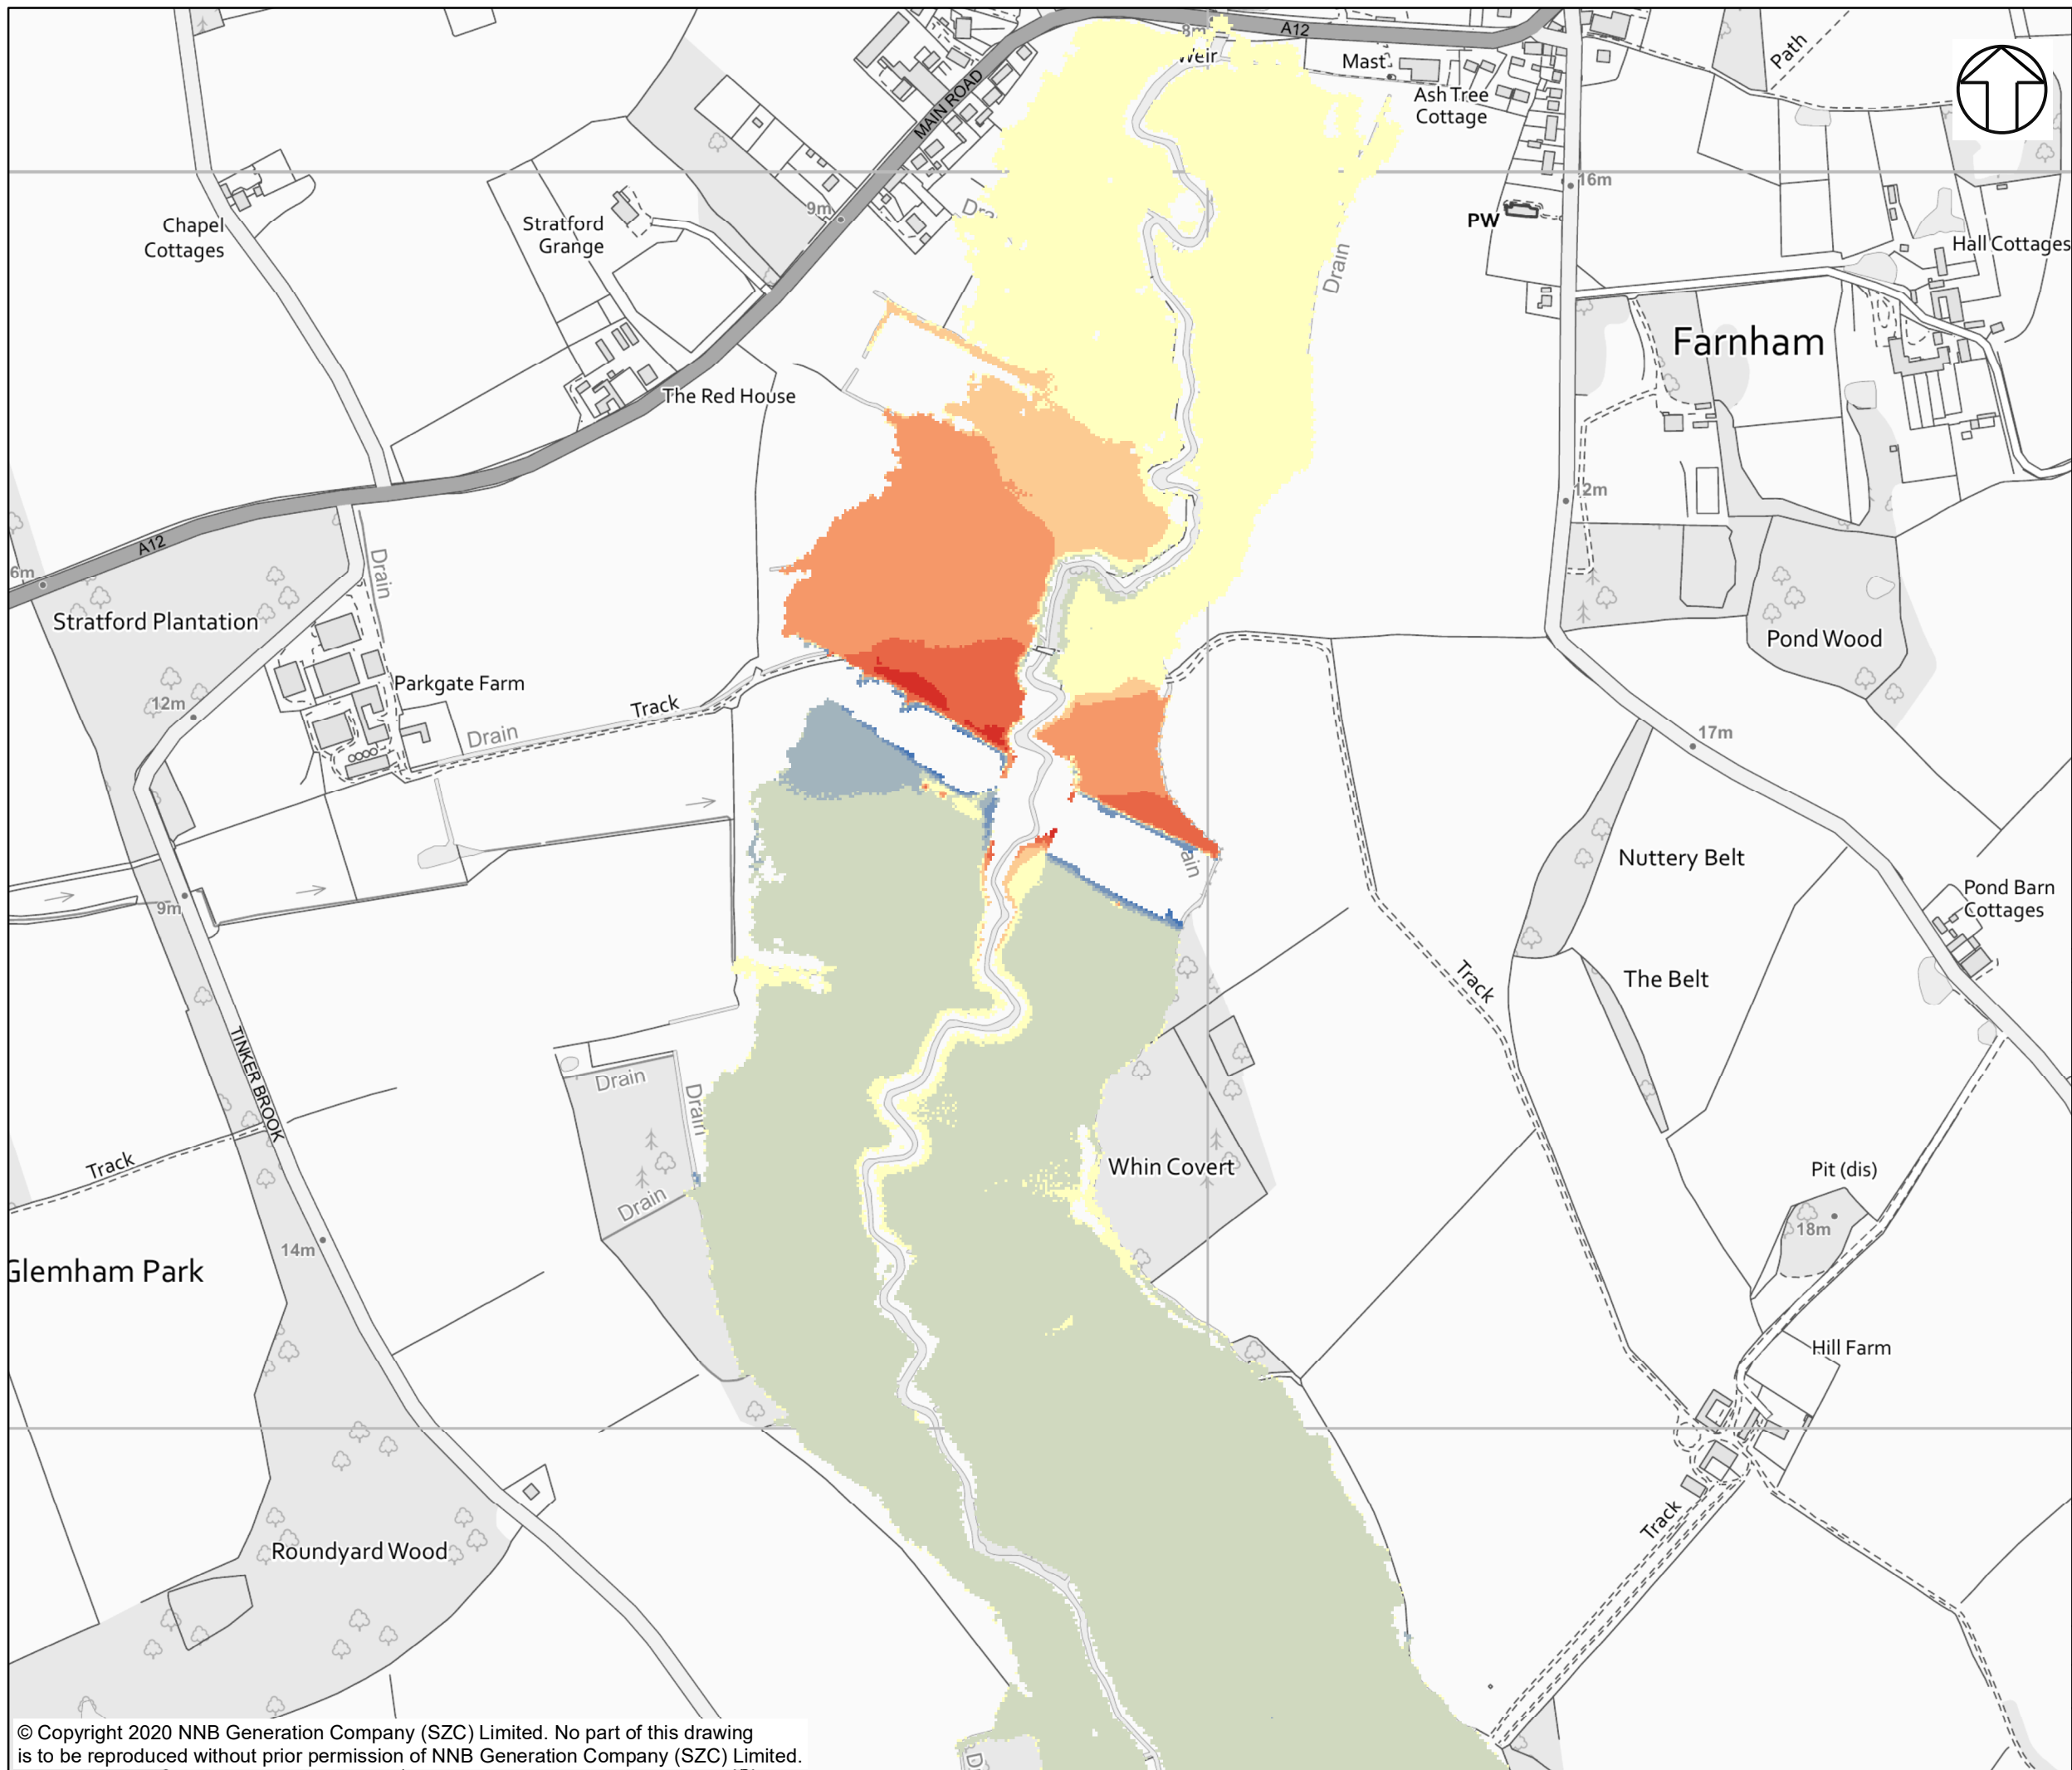 A12
8m
Weir
Mast
Path
Ash Tree
Cottage
MAIN ROAD
16m
9m
PW
Chapel
Cottages
Stratford
Grange
Hall Cottages
Drain
Farnham
The Red House
12m
A12
Drain
6m
Stratford Plantation
Pond Wood
Parkgate Farm
12m
Track
Drain
17m
Nuttery Belt
ain
Pond Barn
Cottages
9m
The Belt
Track
TINKER BROOK
Drain
Drain
Track
Whin Covert
Pit (dis)
Drain
18m
14m
Glemham Park
Hill Farm
Track
Roundyard Wood
© Copyright 2020 NNB Generation Company (SZC) Limited. No part of this drawing
is to be reproduced without prior permission of NNB Generation Company (SZC) Limited.